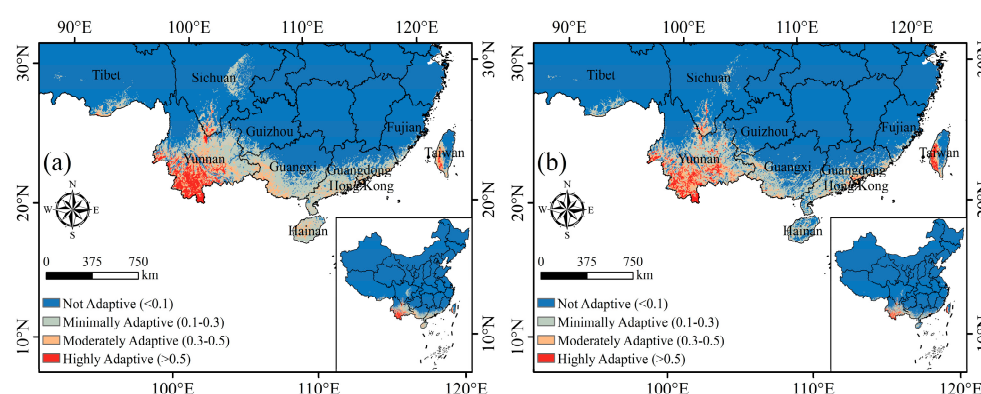 90°E 100°E 110°E 120°E
30°N
30°N
Tibet
Sichuan
Guizhou
Fujian
(a)
Yunnan
Guangxi
Guangdong
Hong Kong
Taiwan
20°N
20°N
N
W E
S
Hainan
0 375 750
km
Not Adaptive (<0.1)
Minimally Adaptive (0.1-0.3)
Moderately Adaptive (0.3-0.5)
Highly Adaptive (>0.5)
10°N
10°N
100°E 110°E 120°E
90°E 100°E 110°E 120°E
30°N
30°N
Tibet
Sichuan
Guizhou
Fujian
(b)
Yunnan
Guangxi
Guangdong
Hong Kong
Taiwan
20°N
20°N
N
W E
S
Hainan
0 375 750
km
Not Adaptive (<0.1)
Minimally Adaptive (0.1-0.3)
Moderately Adaptive (0.3-0.5)
Highly Adaptive (>0.5)
10°N
10°N
100°E 110°E 120°E